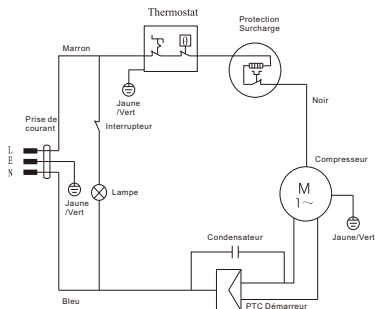 Thermostat
Protection
Surcharge
Marron
Jaune
/Vert
Noir
Prise de
courant
Interrupteur
L
E
N
Compresseur
M
1~
Lampe
Jaune
/Vert
Jaune/Vert
Condensateur
Bleu
PTC Démarreur